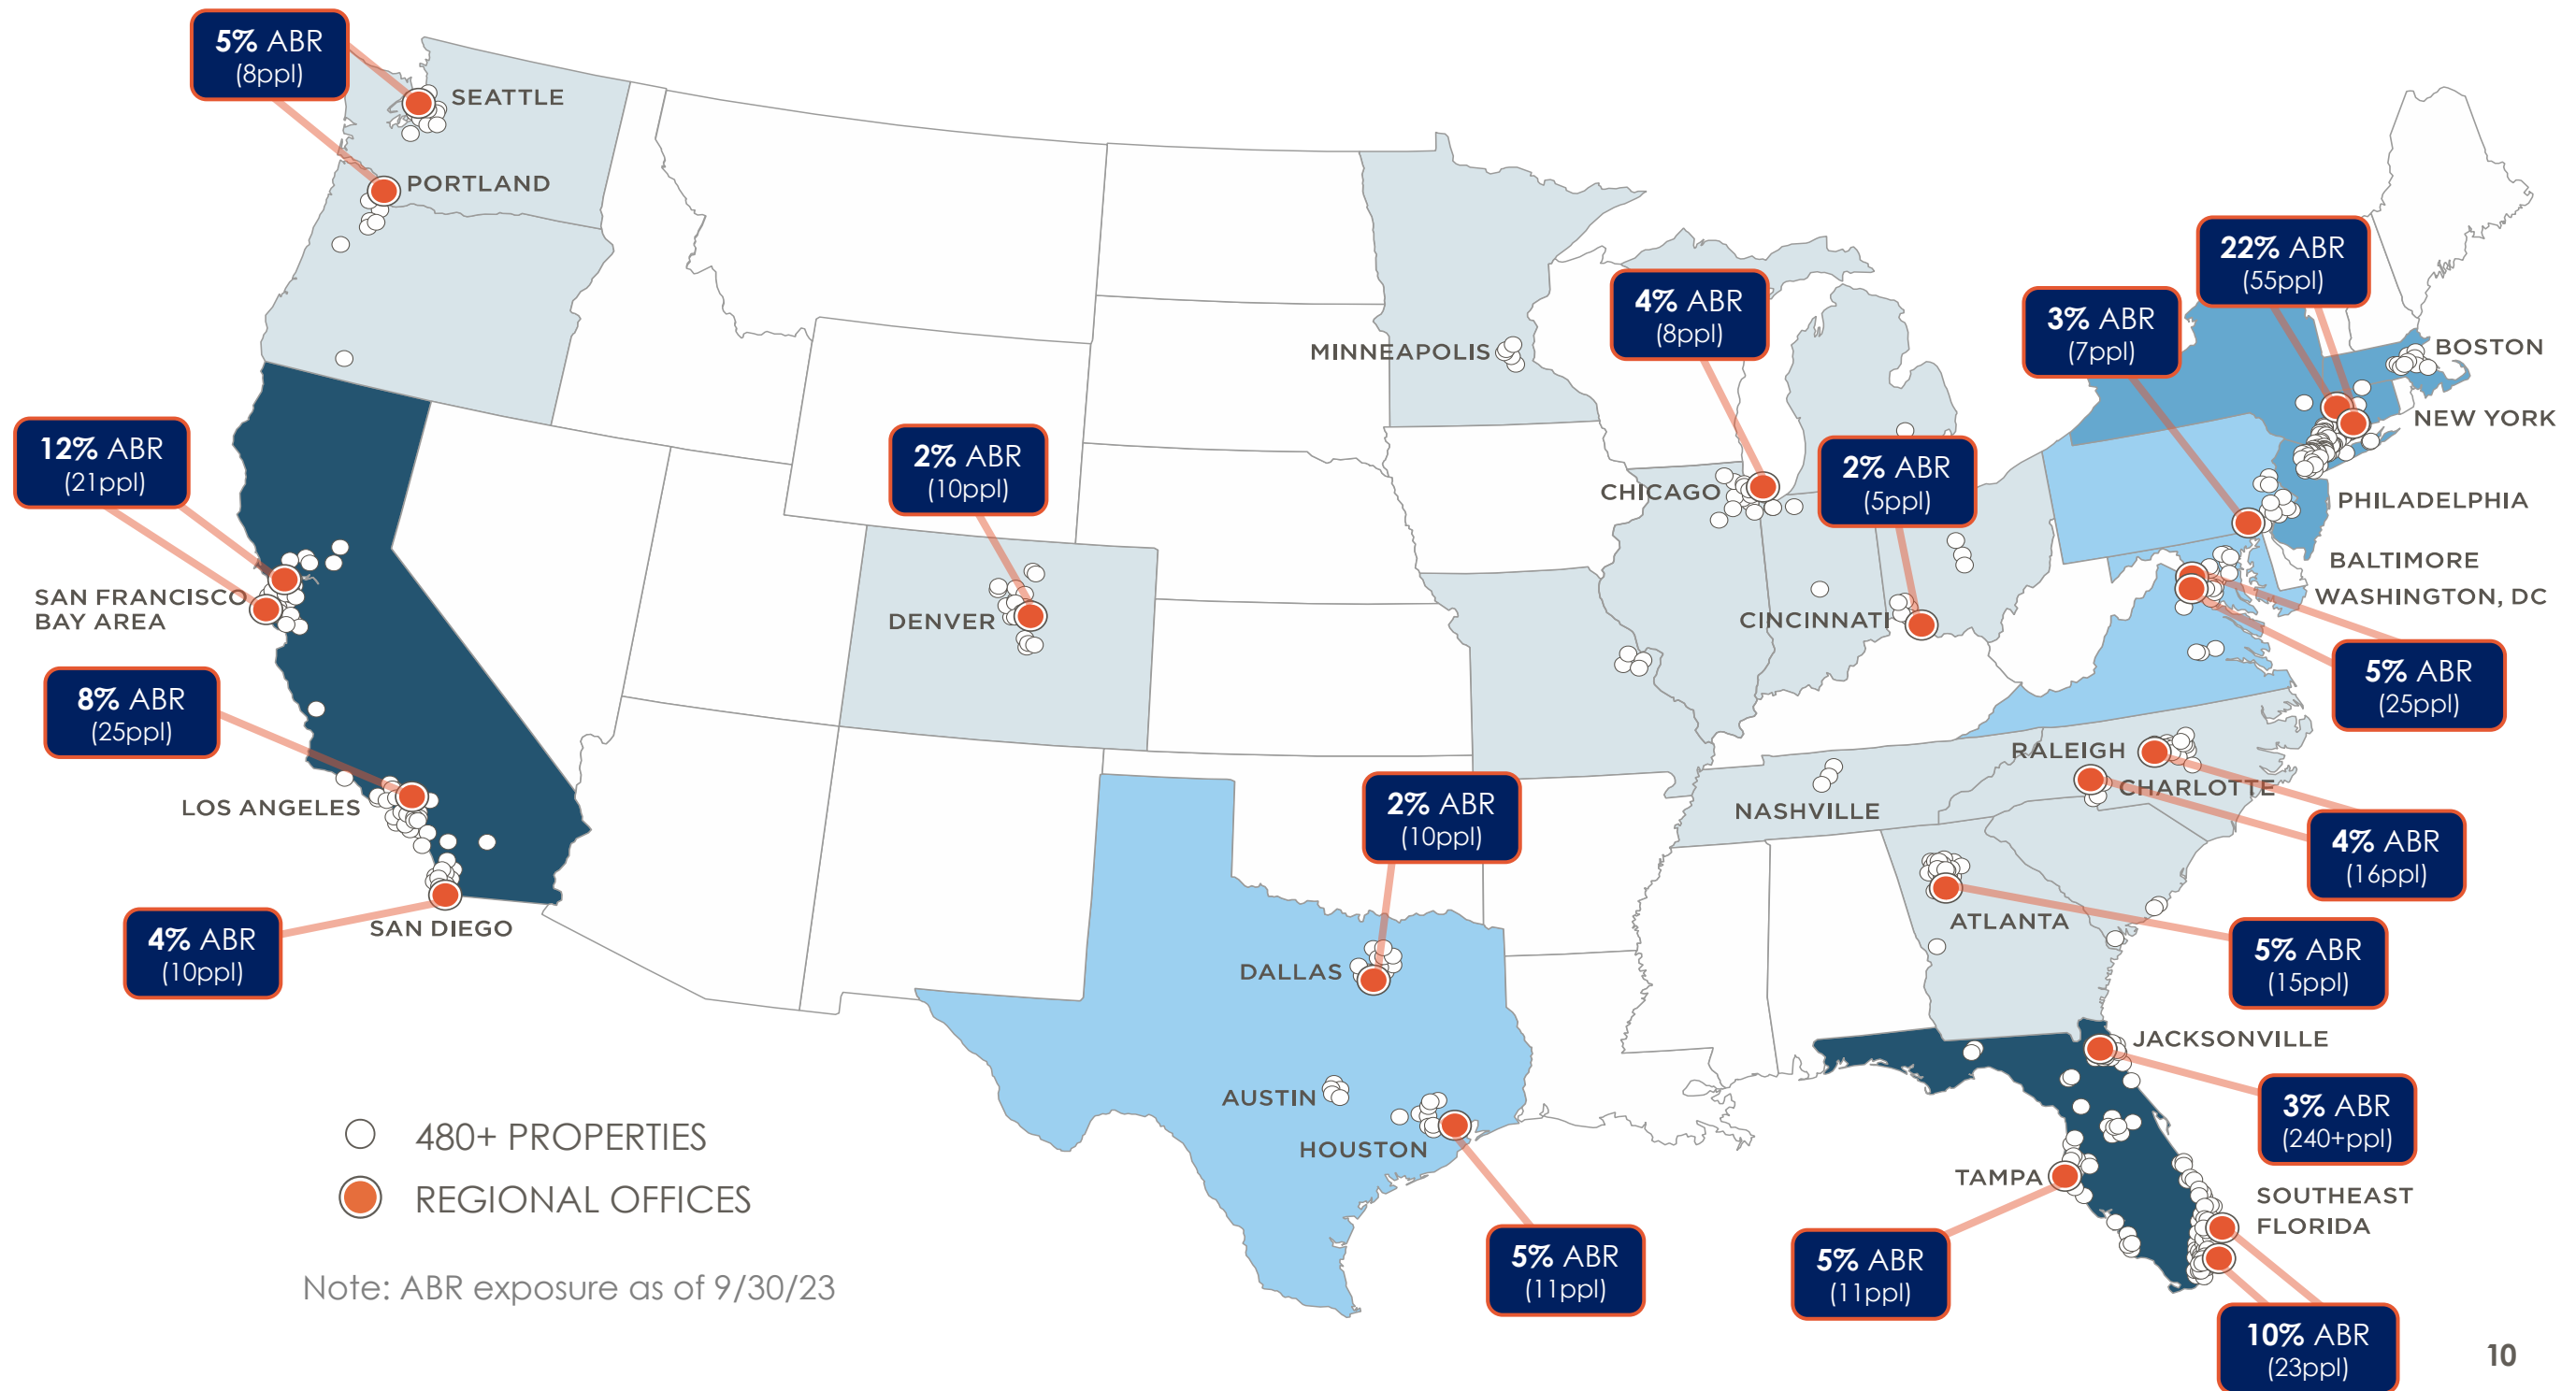 5% ABR
(8ppl)
SEATTLE
PORTLAND
22% ABR
(55ppl)
4% ABR
(8ppl)
3% ABR
(7ppl)
MINNEAPOLIS
BOSTON
NEW YORK
12% ABR
(21ppl)
2% ABR
(10ppl)
2% ABR
(5ppl)
CHICAGO
PHILADELPHIA
BALTIMORE
WASHINGTON, DC
SAN FRANCISCO
BAY AREA
DENVER
CINCINNATI
5% ABR
(25ppl)
8% ABR
(25ppl)
RALEIGH
CHARLOTTE
LOS ANGELES
2% ABR
(10ppl)
NASHVILLE
4% ABR
(16ppl)
SAN DIEGO
4% ABR
(10ppl)
ATLANTA
5% ABR
(15ppl)
DALLAS
JACKSONVILLE
AUSTIN
3% ABR
(240+ppl)
480+ PROPERTIES
HOUSTON
TAMPA
REGIONAL OFFICES
SOUTHEAST
FLORIDA
5% ABR
(11ppl)
5% ABR
(11ppl)
Note: ABR exposure as of 9/30/23
10% ABR
(23ppl)
10